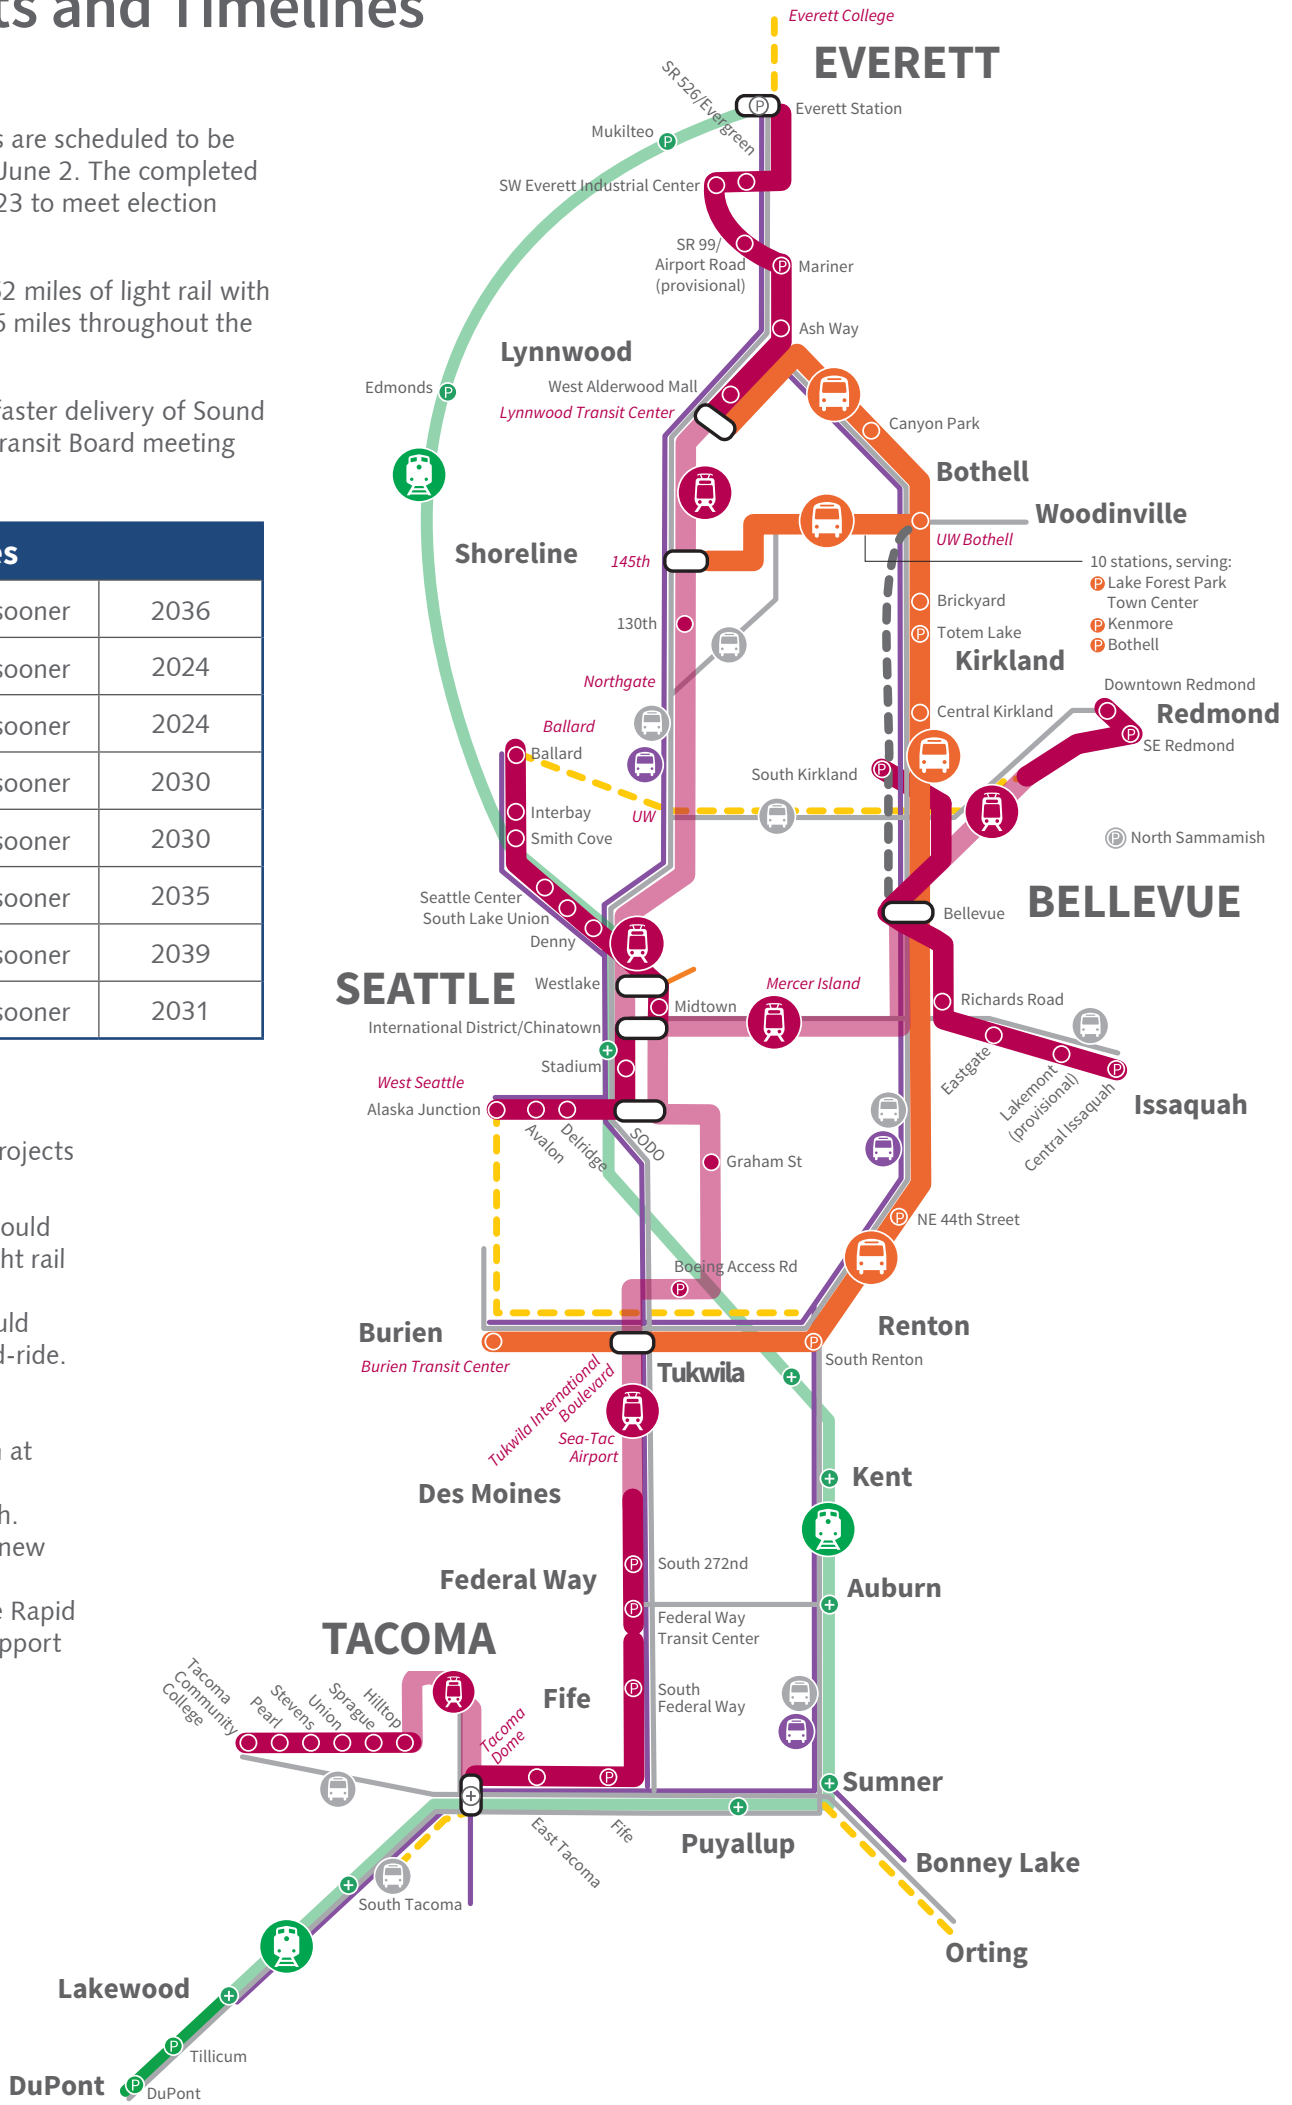 ts and Timelines
s are scheduled to be
June 2. The completed
23 to meet election
62 miles of light rail with
miles throughout the
faster delivery of Sound
ransit Board meeting
es
sooner 2036
sooner 2024
sooner 2024
sooner 2030
sooner 2030
sooner 2035
sooner 2039
sooner 2031
rojects
ould
ht rail
uld
d-ride.
at
h.
new
e Rapid
pport
Everett College
EVERETT
SR 526/Evergreen
Everett Station
Mukilteo
SW Everett Industrial Center
SR 99/
Airport Road
(provisional)
Mariner
Ash Way
Lynnwood
West Alderwood Mall
Lynnwood Transit Center
Edmonds
Canyon Park
Bothell
Woodinville
UW Bothell
Shoreline
145th
10 stations, serving:
P Lake Forest Park
Town Center
P Kenmore
P Bothell
130th
Brickyard
Totem Lake
Kirkland
Northgate
Downtown Redmond
Redmond
SE Redmond
Central Kirkland
Ballard
Ballard
South Kirkland
Interbay
UW
Smith Cove
P North Sammamish
Seattle Center
South Lake Union
Denny
Bellevue
BELLEVUE
SEATTLE
Westlake
Midtown
Mercer Island
Richards Road
International District/Chinatown
Stadium
Eastgate
Lakemont
(provisional)
Central Issaquah
Issaquah
West Seattle
Alaska Junction
Avalon
Delridge
SODO
Graham St
NE 44th Street
Boeing Access Rd
Burien
Burien Transit Center
Renton
South Renton
Tukwila
Tukwila International
Boulevard
Sea-Tac
Airport
Des Moines
Kent
South 272nd
Federal Way
Auburn
Federal Way
Transit Center
TACOMA
South
Federal Way
Fife
Tacoma
Community
College
Pearl
Stevens
Union
Sprague
Hilltop
Tacoma
Dome
Sumner
East Tacoma
Fife
Puyallup
Bonney Lake
Orting
South Tacoma
Lakewood
Tillicum
DuPont
DuPont